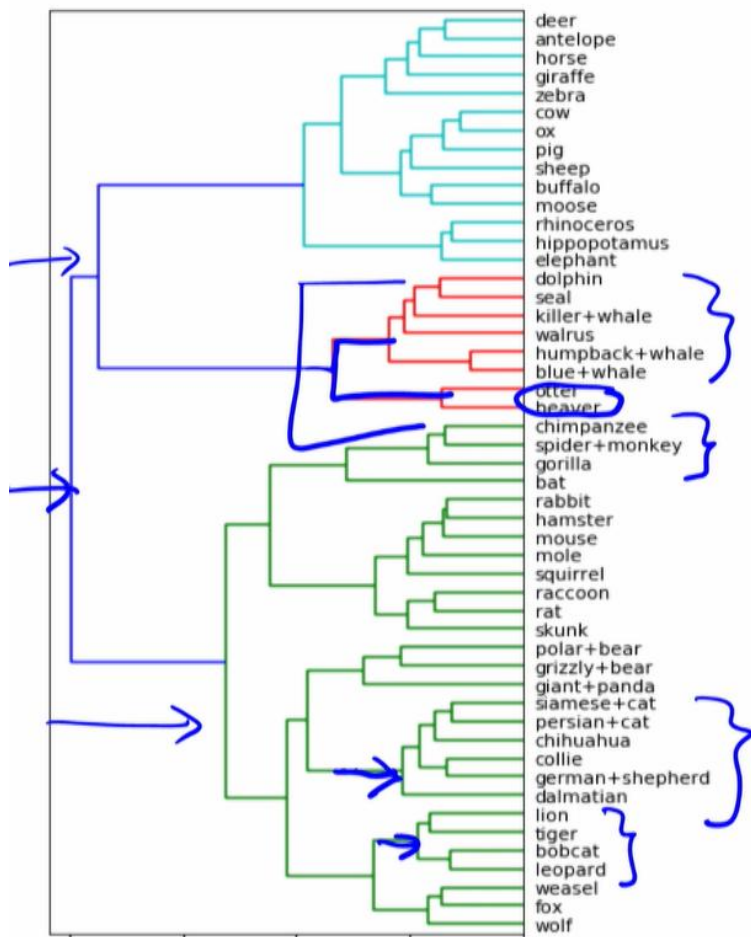 deer
antelope
horse
giraffe
zebra
cow
ox
pig
sheep
buffalo
moose
rhinoceros
hippopotamus
elephant
dolphin
seal
killer+whale
walrus
humpback+whale
blue+whale
otter
beaver
chimpanzee
spider+monkey
gorilla
bat
rabbit
hamster
mouse
mole
squirrel
raccoon
rat
skunk
polar+bear
grizzly+bear
giant+panda
siamese+cat
persian+cat
chihuahua
collie
german+shepherd
dalmatian
lion
tiger
bobcat
leopard
weasel
fox
wolf